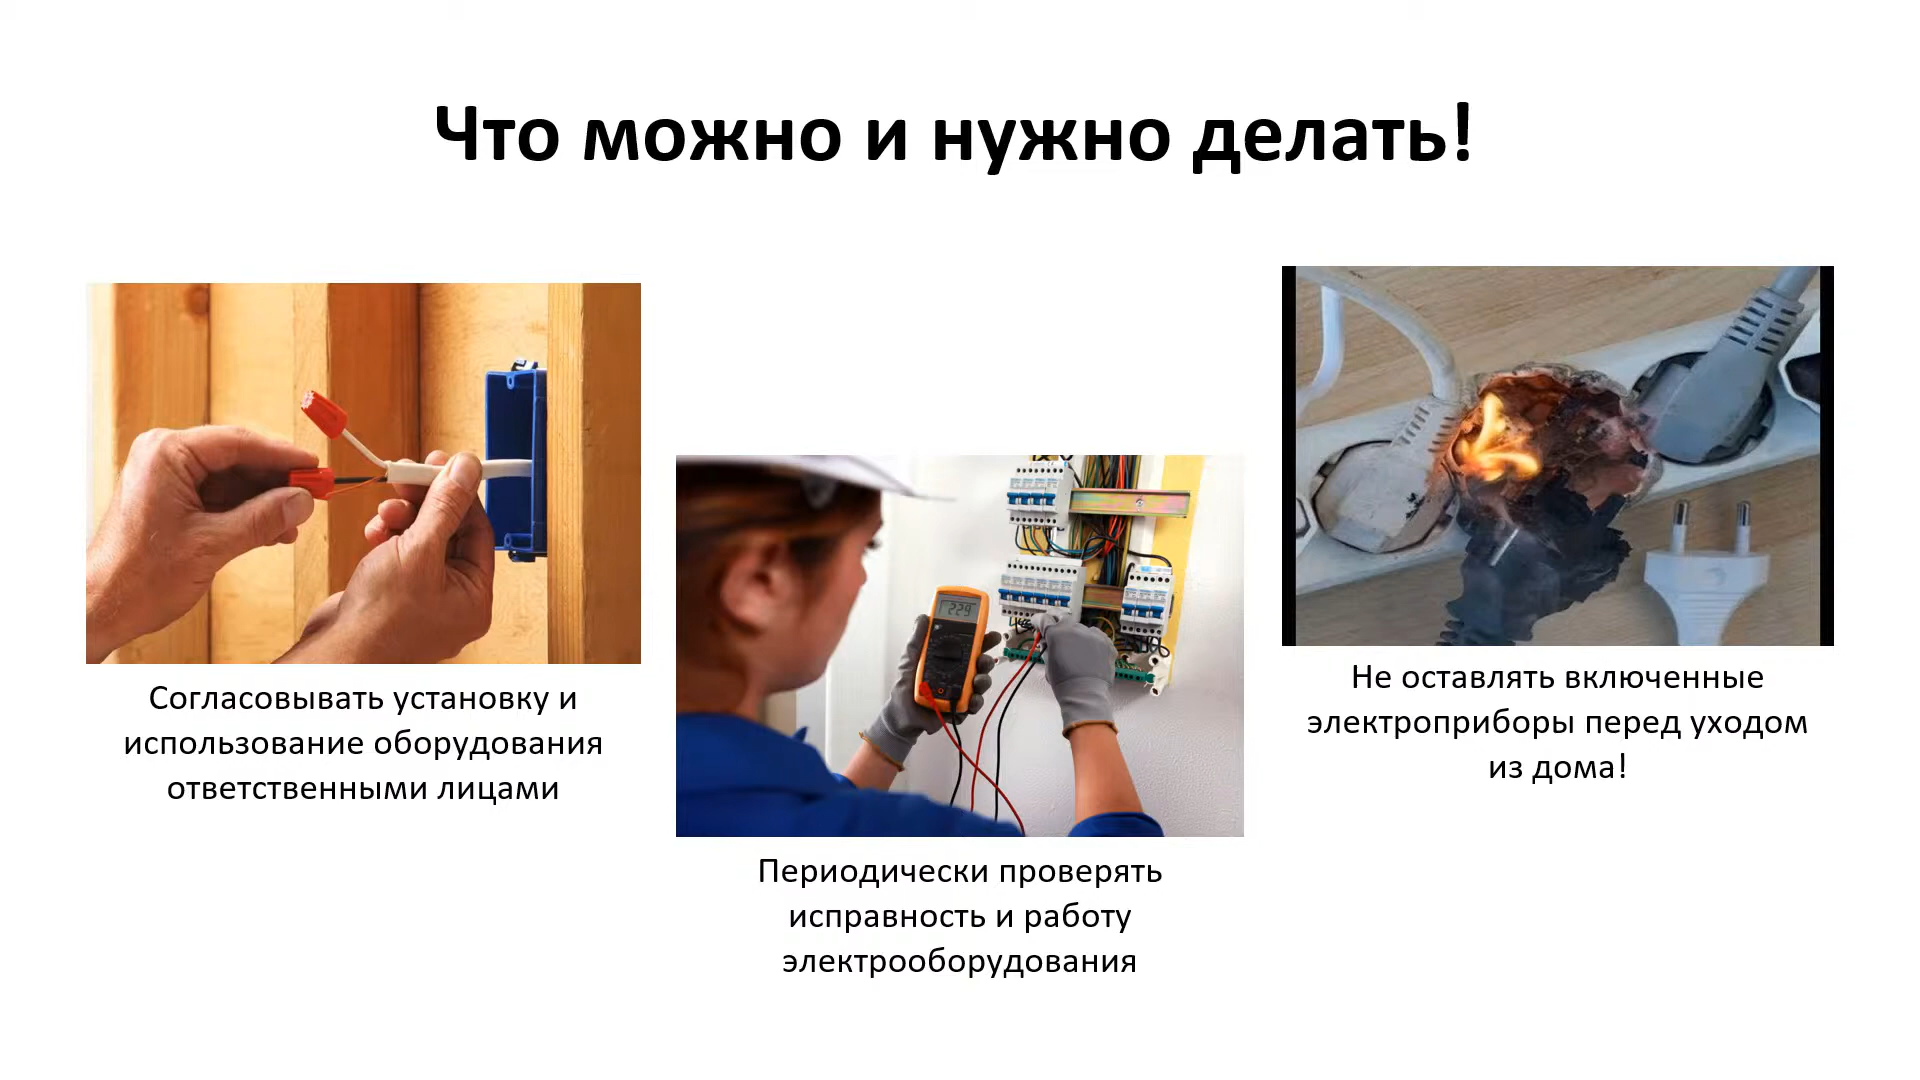 Что можно и нужно делать!
Согласовывать установку и
использование оборудования
ответственными лицами
229
Периодически проверять
исправность и работу
электрооборудования
Не оставлять включенные
электроприборы перед уходом
из дома!